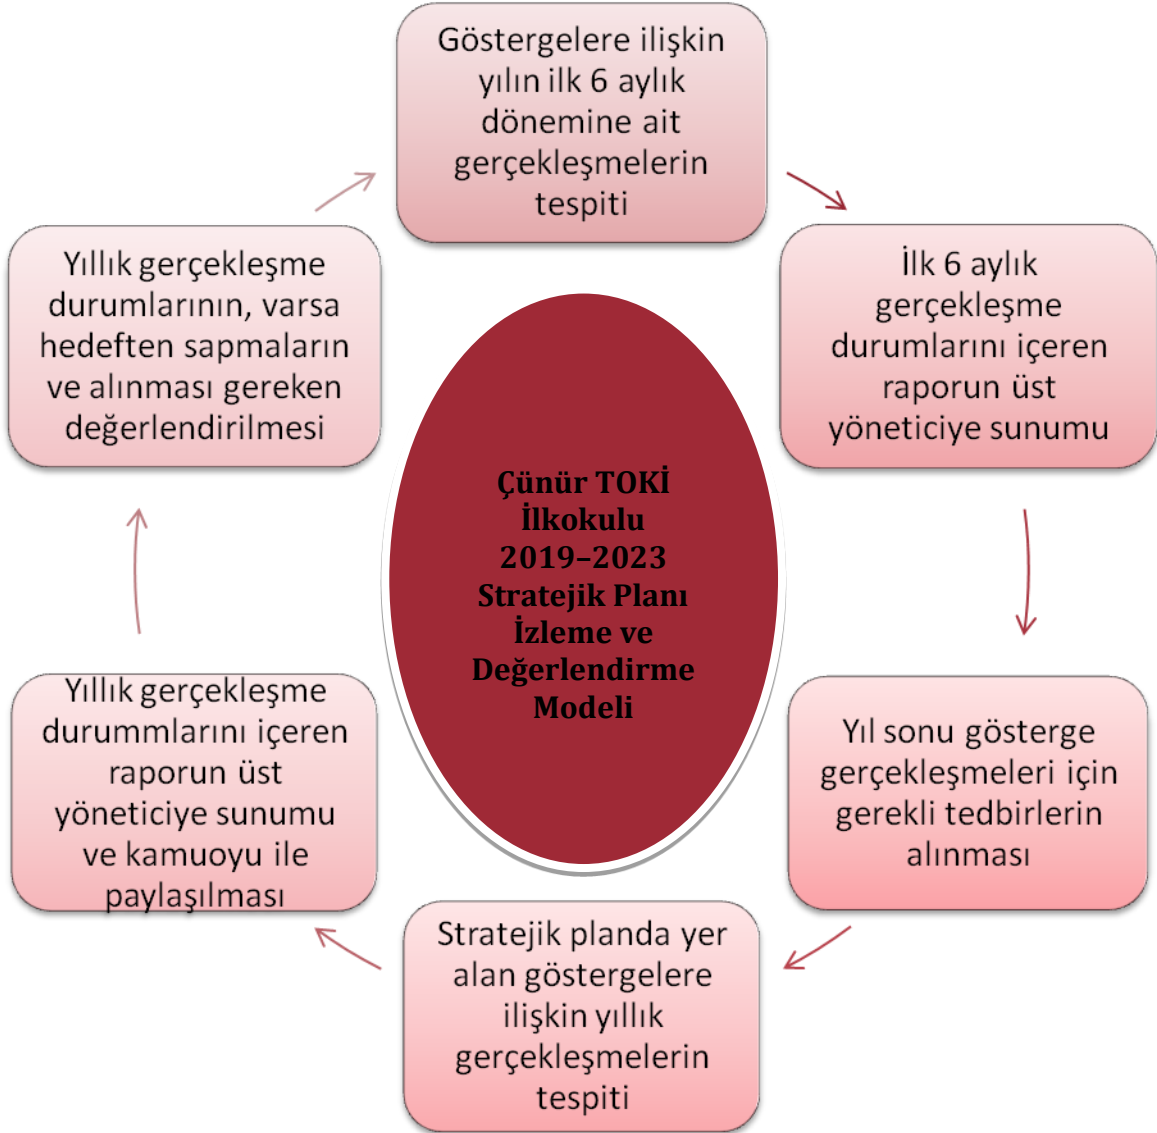 Göstergelere ilişkin
yılın ilk 6 aylık
dönemine ait
gerçekleşmelerin
tespiti
İlk 6 aylık
gerçekleşme
durumlarını içeren
raporun üst
yöneticiye sunumu
Yıl sonu gösterge
gerçekleşmeleri için
gerekli tedbirlerin
alınması
Stratejik planda yer
alan göstergelere
ilişkin yıllık
gerçekleşmelerin
tespiti
Yıllık gerçekleşme
durummlarını içeren
raporun üst
yöneticiye sunumu
ve kamuoyu ile
paylaşılması
Yıllık gerçekleşme
durumlarının, varsa
hedeften sapmaların
ve alınması gereken
değerlendirilmesi
Çünür TOKİ
İlkokulu
2019–2023
Stratejik Planı
İzleme ve
Değerlendirme
Modeli